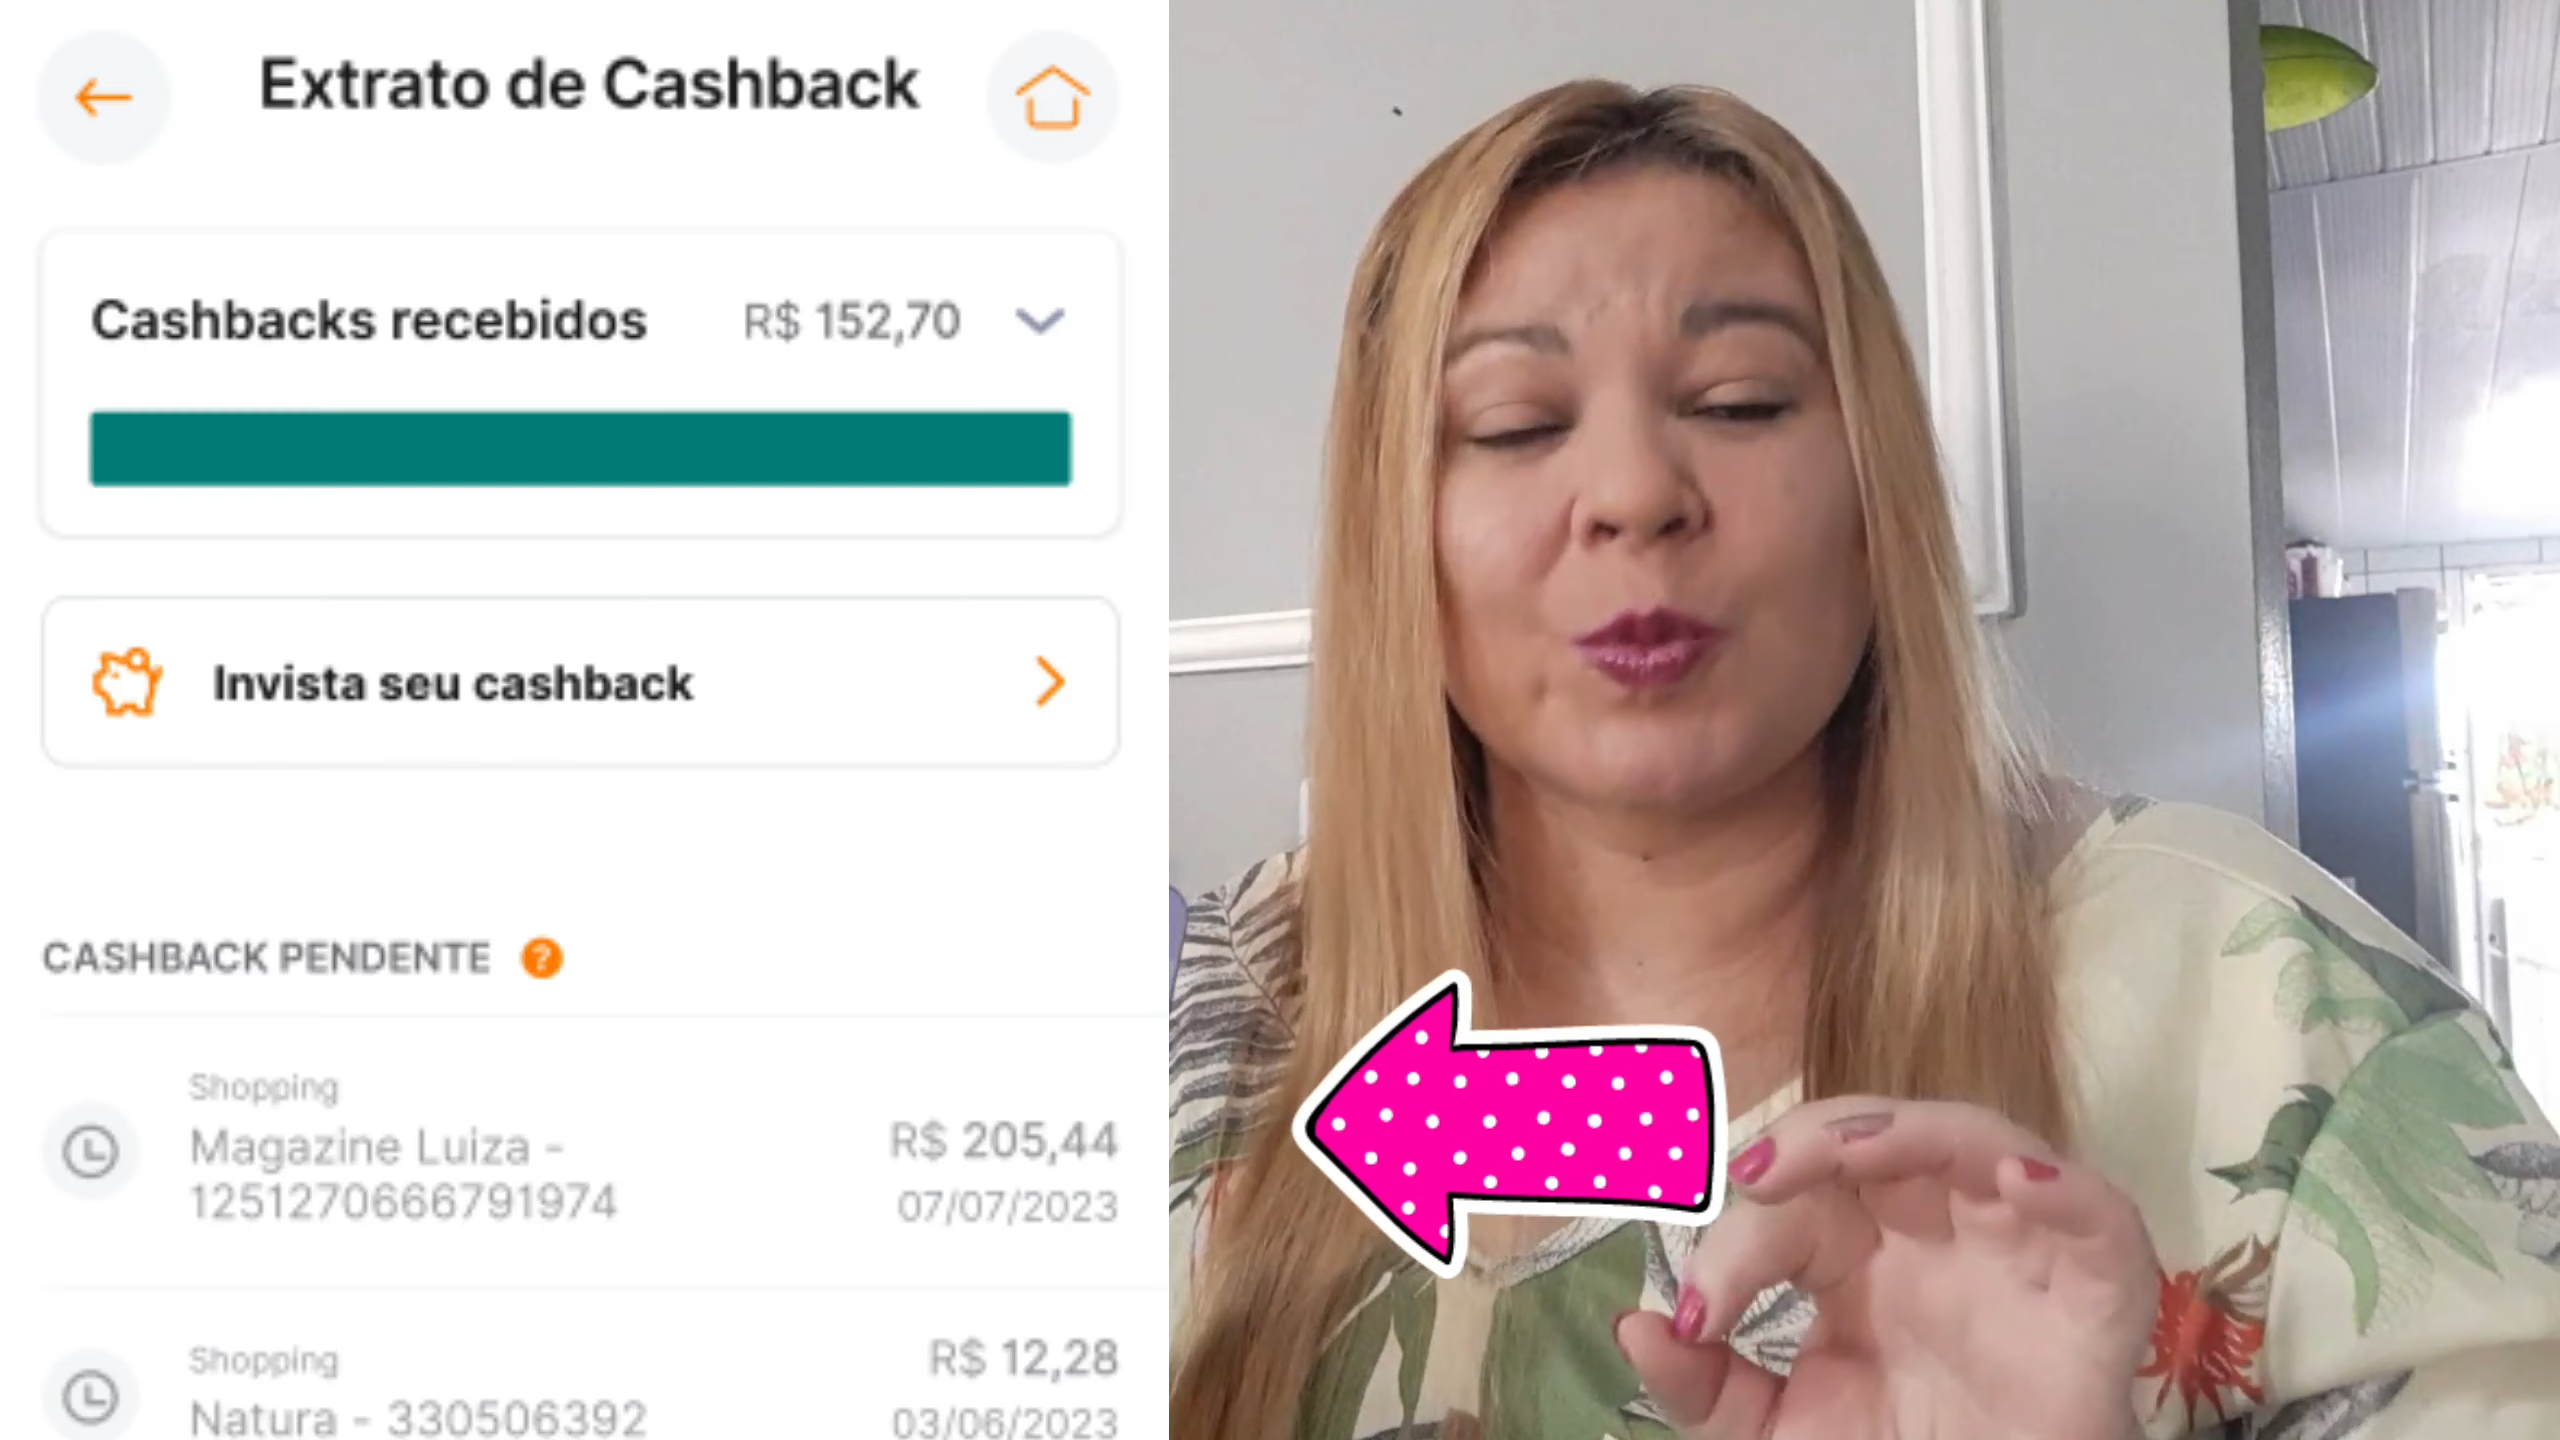 Extrato de Cashback
Cashbacks recebidos R$ 152,70
Invista seu cashback
CASHBACK PENDENTE ?
Shopping
Magazine Luiza - R$ 205,44
1251270666791974 07/07/2023
Shopping R$ 12,28
Natura - 330506392 03/06/2023